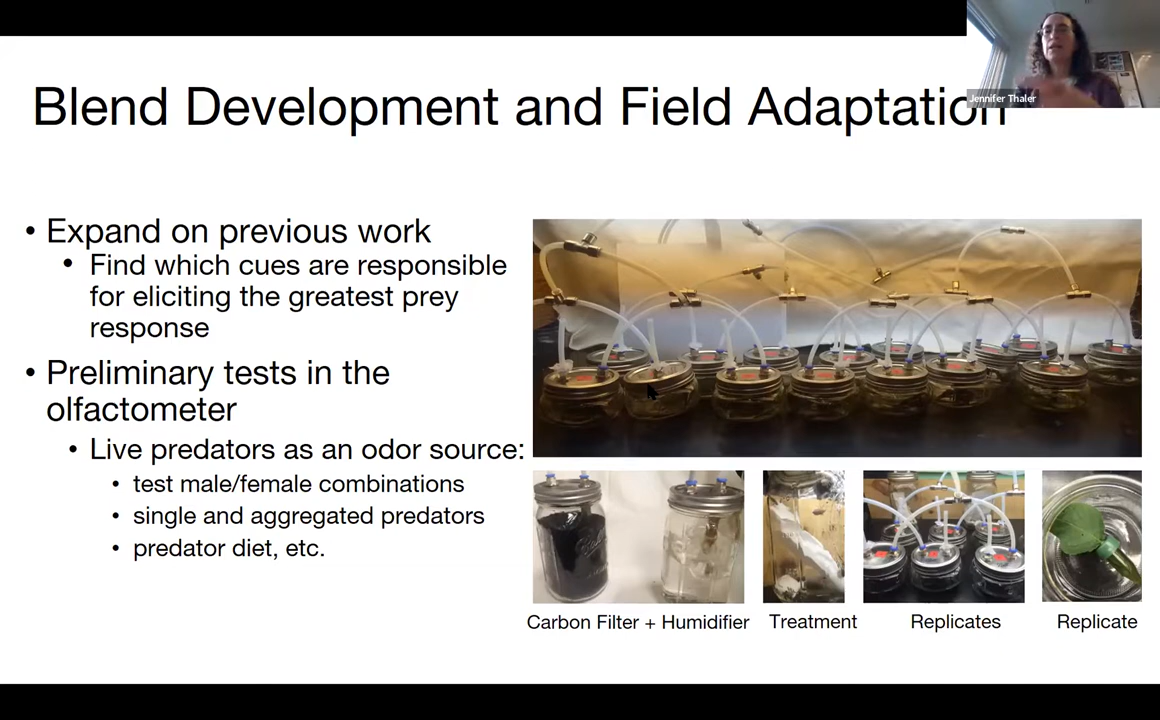 Jennifer Thaler
Blend Development and Field Adaptation
• Expand on previous work
• Find which cues are responsible
for eliciting the greatest prey
response
• Preliminary tests in the
olfactometer
• Live predators as an odor source:
• test male/female combinations
• single and aggregated predators
• predator diet, etc.
Carbon Filter + Humidifier
Treatment
Replicates
Replicate